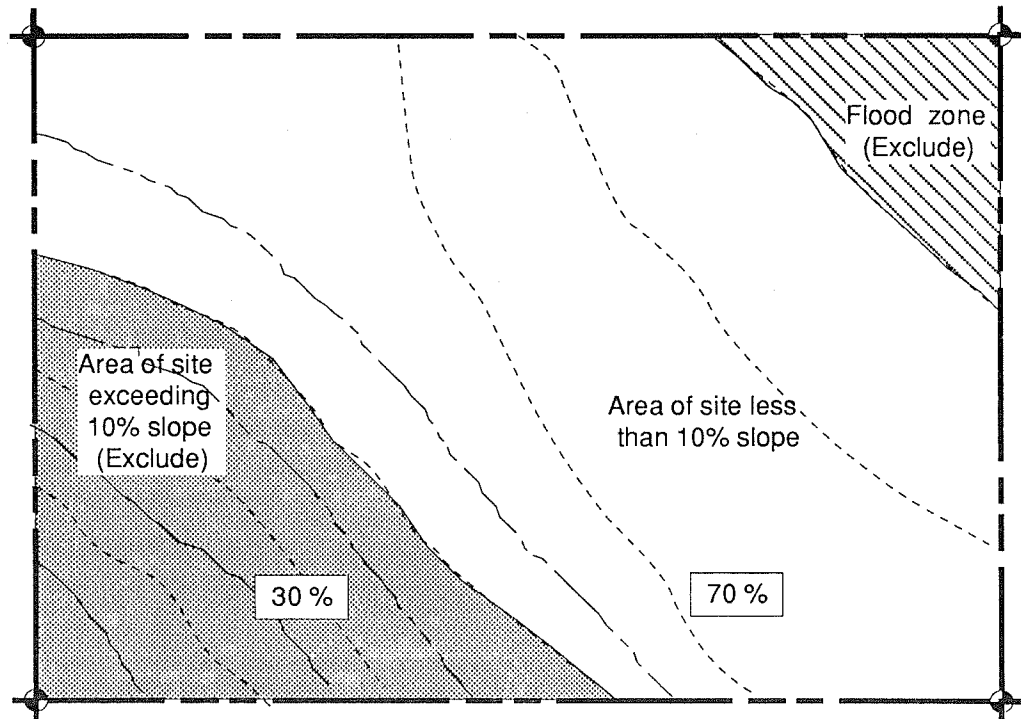 Flood zone
(Exclude)
Area of site
exceeding
10% slope
(Exclude)
Area of site less
than 10% slope
30 %
70 %